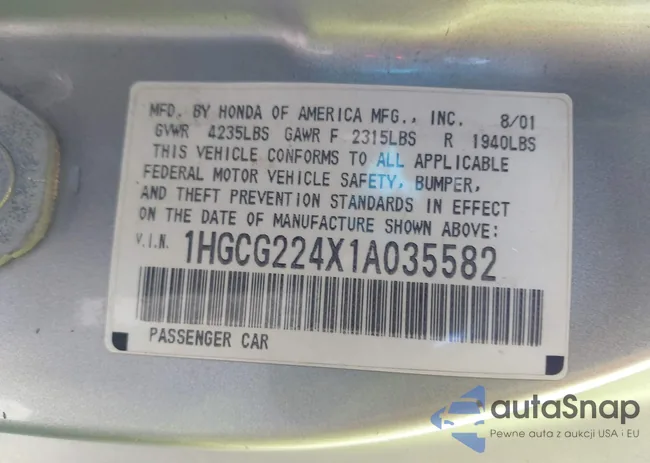 MFD. BY HONDA OF AMERICA MFG., INC. 8/01
GVWR 4235LBS GAWR F 2315LBS R 1940LBS
THIS VEHICLE CONFORMS TO ALL APPLICABLE
FEDERAL MOTOR VEHICLE SAFETY, BUMPER,
AND THEFT PREVENTION STANDARDS IN EFFECT
ON THE DATE OF MANUFACTURE SHOWN ABOVE:
V.I.N. 1HGCG224X1A035582
PASSENGER CAR
autaSnap
Pewne auta z aukcji USA i EU